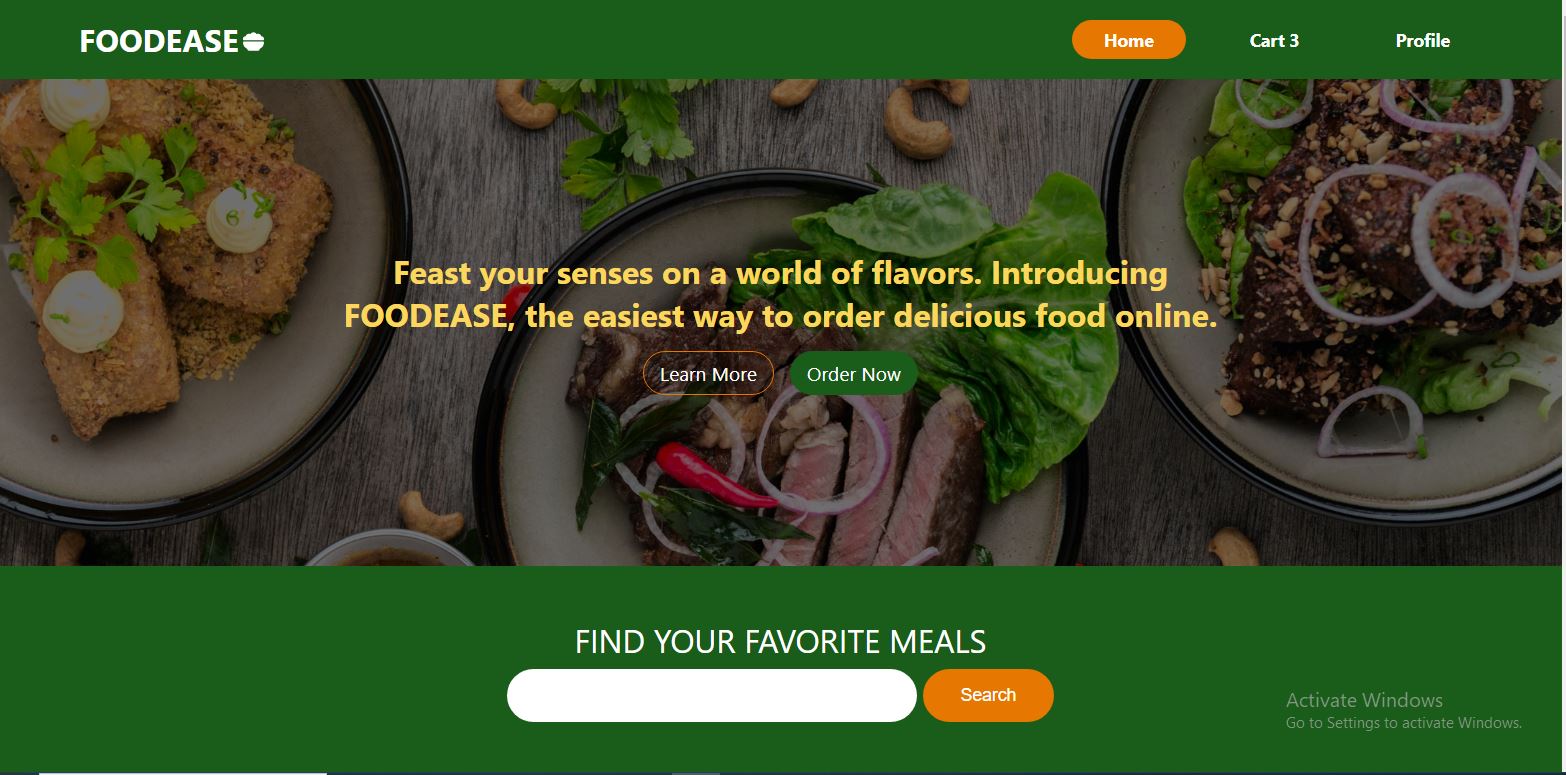 FOODEASE
Home
Cart 3
Profile
Feast your senses on a world of flavors. Introducing
FOODEASE, the easiest way to order delicious food online.
Learn More
Order Now
FIND YOUR FAVORITE MEALS
Search
Activate Windows
Go to Settings to activate Windows.